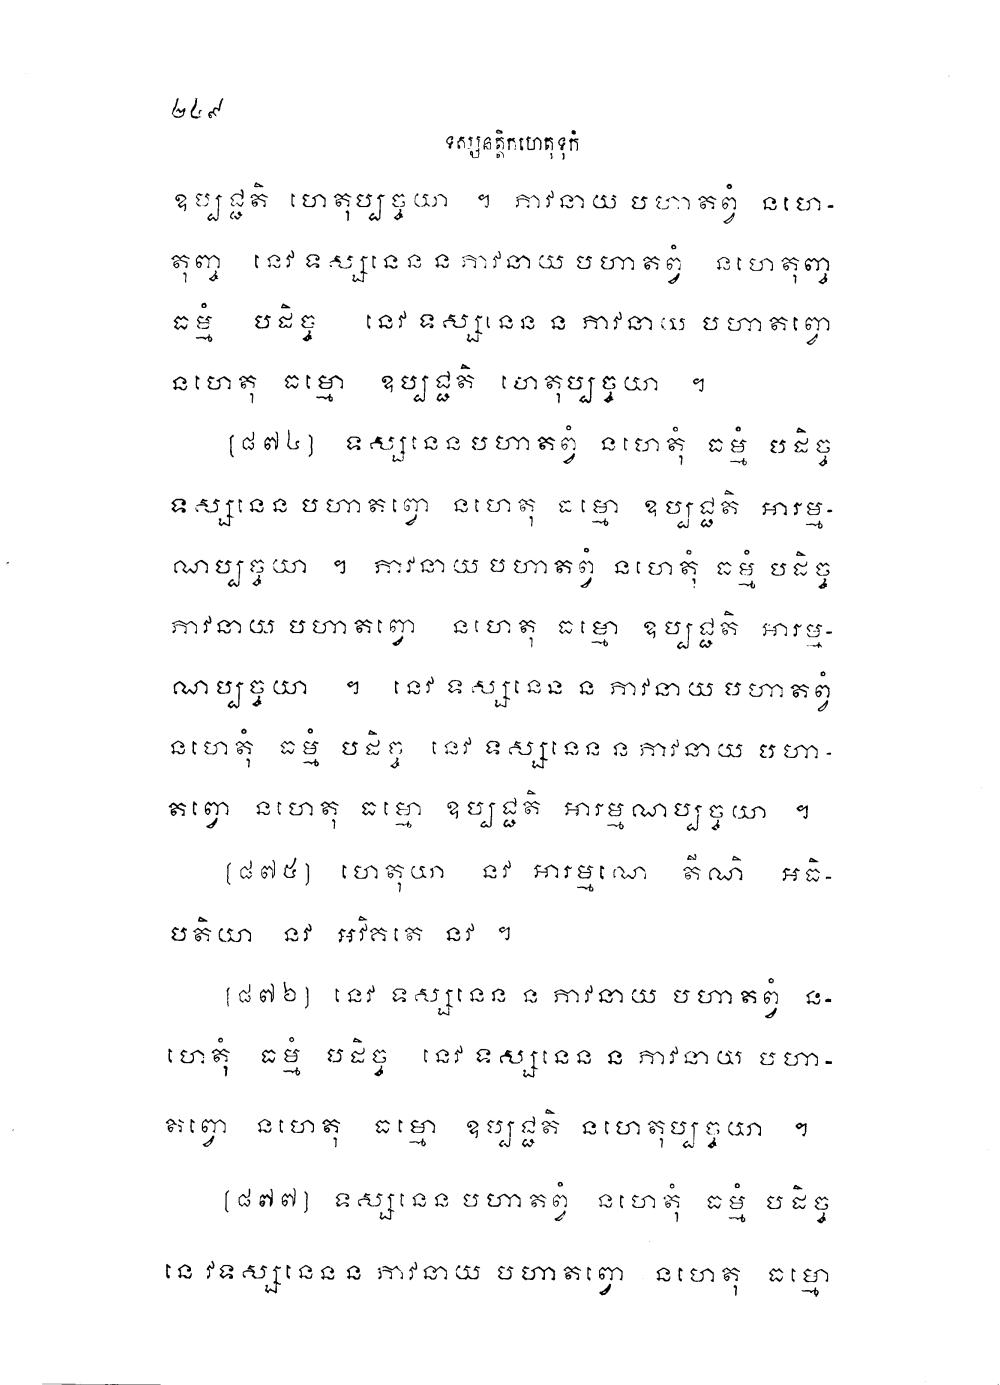 ២៤៩
ទស្សនត្តិកហេតុទុកំ
ឧប្បជ្ជតិ ហេតុប្បច្ចយា ។ ភាវនាយ បហាតព្វំ នហេ-
តុញ្ច នេវ ទស្សនេន ន ភាវនាយ បហាតព្វំ នហេតុញ្ច
ធម្មំ បដិច្ច នេវ ទស្សនេន ន ភាវនាយ បហាតព្វោ
នហេតុ ធម្មោ ឧប្បជ្ជតិ ហេតុប្បច្ចយា ។
[៨៧៤] ទស្សនេន បហាតព្វំ នហេតុំ ធម្មំ បដិច្ច
ទស្សនេន បហាតព្វោ នហេតុ ធម្មោ ឧប្បជ្ជតិ អារម្ម-
ណប្បច្ចយា ។ ភាវនាយ បហាតព្វំ នហេតុំ ធម្មំ បដិច្ច
ភាវនាយ បហាតព្វោ នហេតុ ធម្មោ ឧប្បជ្ជតិ អារម្ម-
ណប្បច្ចយា ។ នេវ ទស្សនេន ន ភាវនាយ បហាតព្វំ
នហេតុំ ធម្មំ បដិច្ច នេវ ទស្សនេន ន ភាវនាយ បហា-
តព្វោ នហេតុ ធម្មោ ឧប្បជ្ជតិ អារម្មណប្បច្ចយា ។
[៨៧៥] ហេតុយា នវ អារម្មណេ តីណិ អធិ-
បតិយា នវ អវិគតេ នវ ។
[៨៧៦] នេវ ទស្សនេន ន ភាវនាយ បហាតព្វំ ន-
ហេតុំ ធម្មំ បដិច្ច នេវ ទស្សនេន ន ភាវនាយ បហា-
តព្វោ នហេតុ ធម្មោ ឧប្បជ្ជតិ នហេតុប្បច្ចយា ។
[៨៧៧] ទស្សនេន បហាតព្វំ នហេតុំ ធម្មំ បដិច្ច
នេវទស្សនេន ន ភាវនាយ បហាតព្វោ នហេតុ ធម្មោ